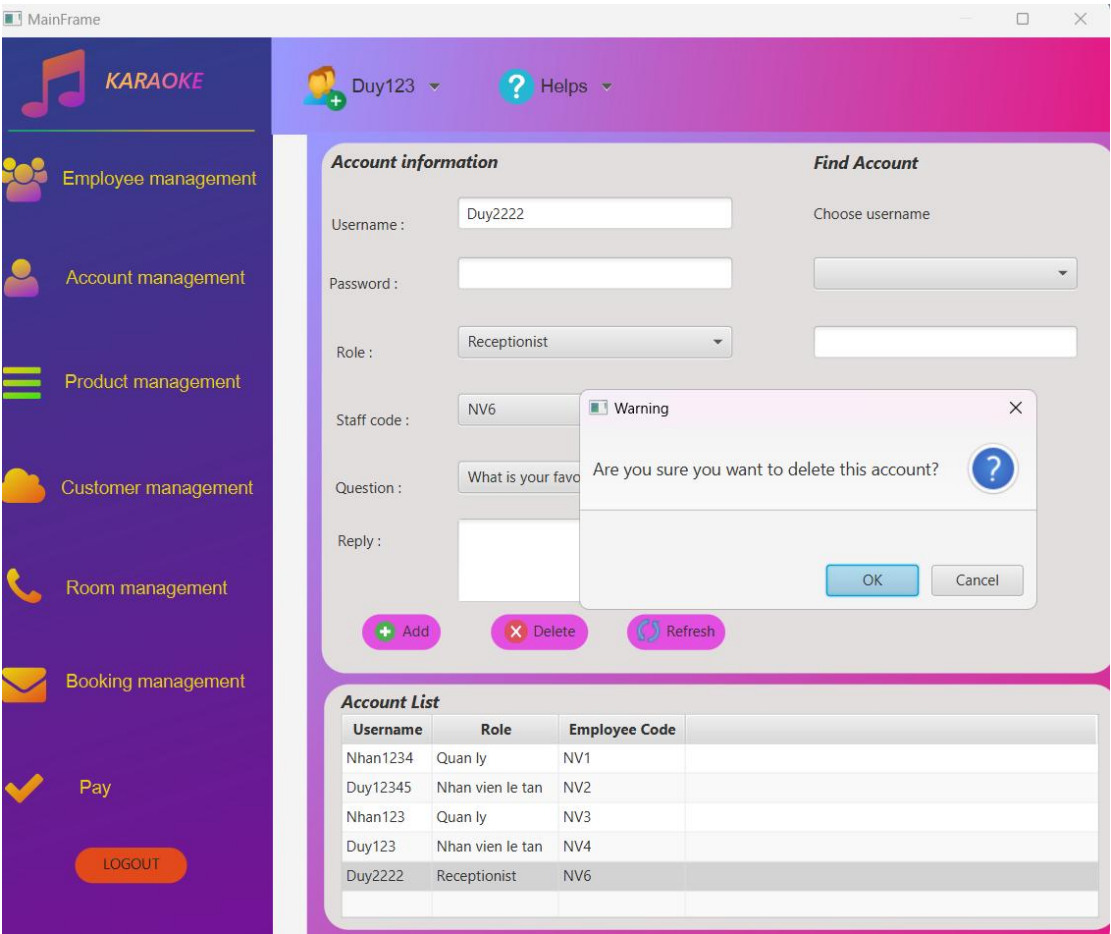 MainFrame
KARAOKE
Duy123
Helps
Employee management
Account management
Product management
Customer management
Room management
Booking management
Pay
LOGOUT
Account information
Find Account
Username :
Duy2222
Choose username
Password :
Role :
Receptionist
Staff code :
NV6
Question :
What is your favo
Reply :
Warning
Are you sure you want to delete this account?
OK
Cancel
Add
Delete
Refresh
Account List
Username Role Employee Code
Nhan1234 Quan ly NV1
Duy12345 Nhan vien le tan NV2
Nhan123 Quan ly NV3
Duy123 Nhan vien le tan NV4
Duy2222 Receptionist NV6